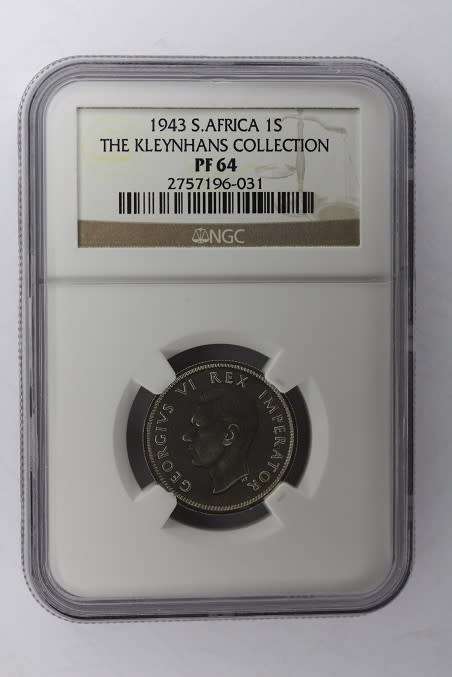 1943 S.AFRICA 1S
THE KLEYNHANS COLLECTION
PF 64
2757196-031
NGC
GEORGIVS VI REX IMPERATOR